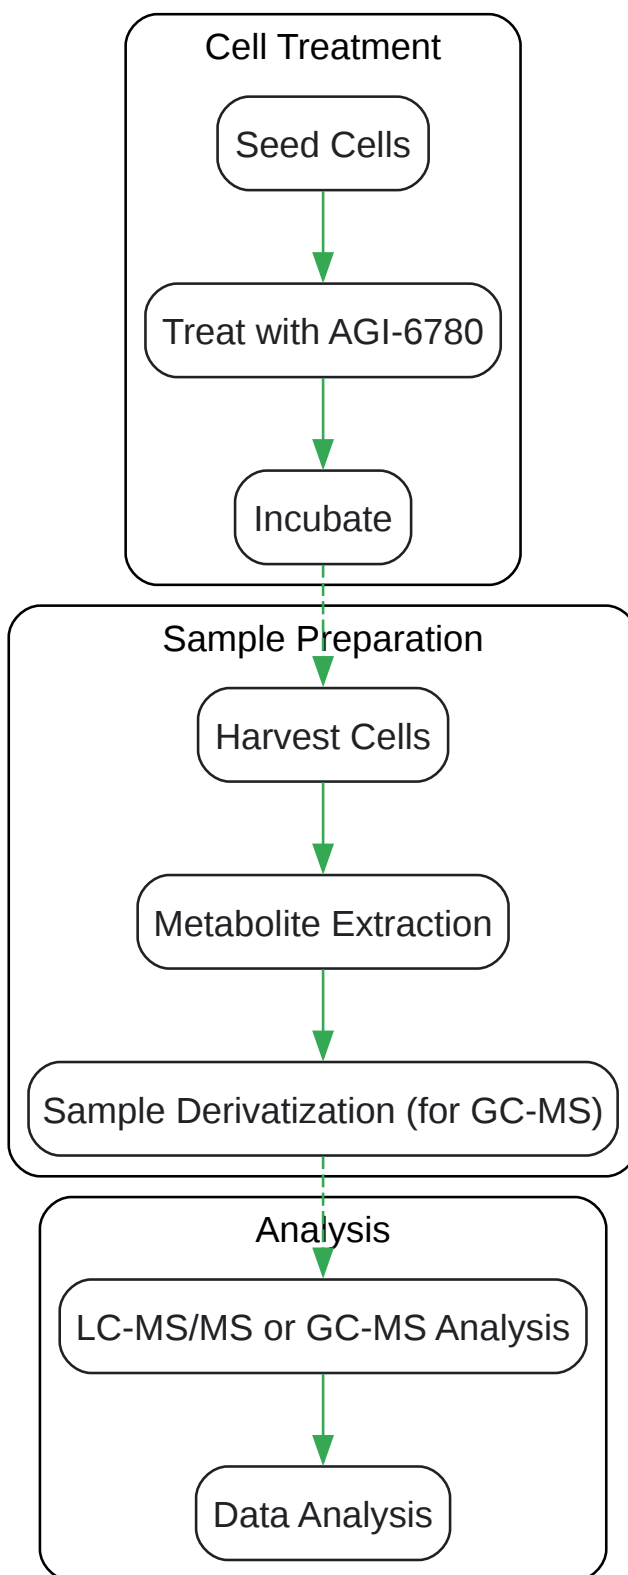 Cell Treatment
Seed Cells
Treat with AGI-6780
Incubate
Sample Preparation
Harvest Cells
Metabolite Extraction
Sample Derivatization (for GC-MS)
Analysis
LC-MS/MS or GC-MS Analysis
Data Analysis